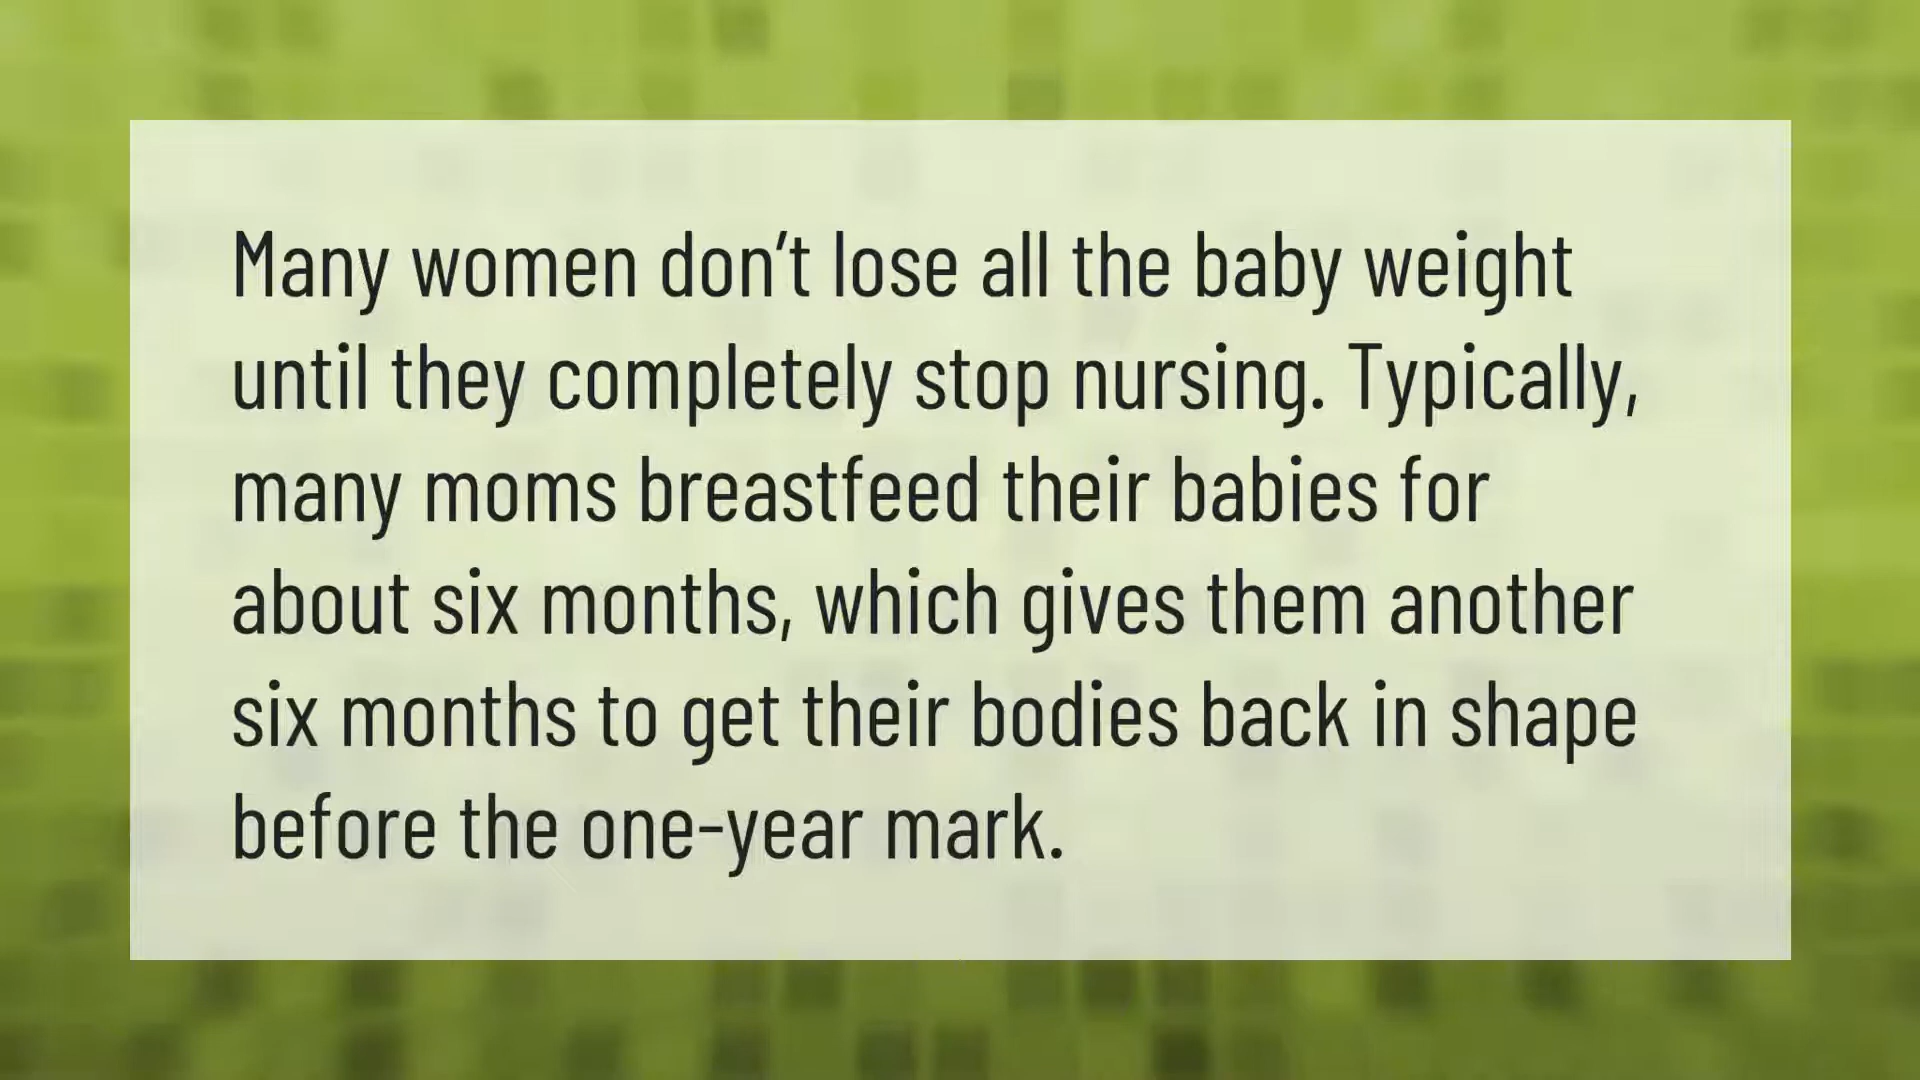 Many women don’t lose all the baby weight
until they completely stop nursing. Typically,
many moms breastfeed their babies for
about six months, which gives them another
six months to get their bodies back in shape
before the one-year mark.